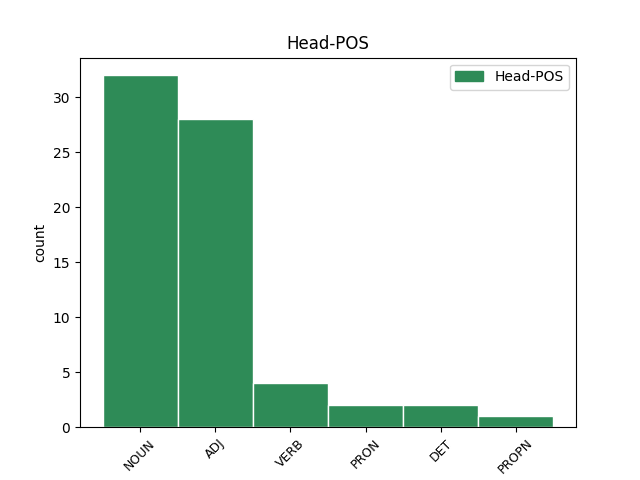 Head-POS
Head-POS
30
25
20
15
10
5
0
count
NOUN
ADJ
VERB
PRON
DET
PROPN